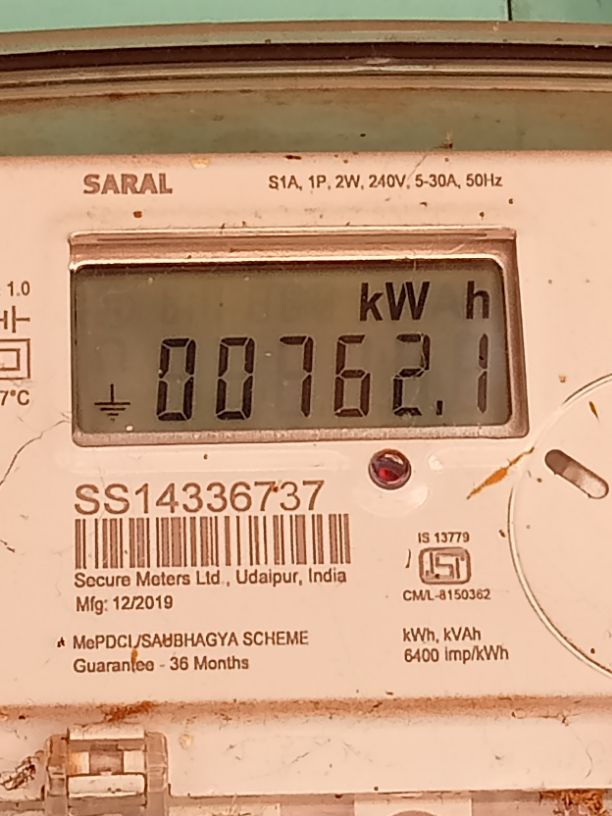 SARAL
S1A, 1P, 2W, 240V, 5-30A, 50Hz
1.0
7°C
kW h
00762.1
SS14336737
Secure Meters Ltd., Udaipur, India
Mfg: 12/2019
MePDCL/SAUBHAGYA SCHEME
Guarantee - 36 Months
IS 13779
ISI
CM/L-8150362
kWh, kVAh
6400 imp/kWh